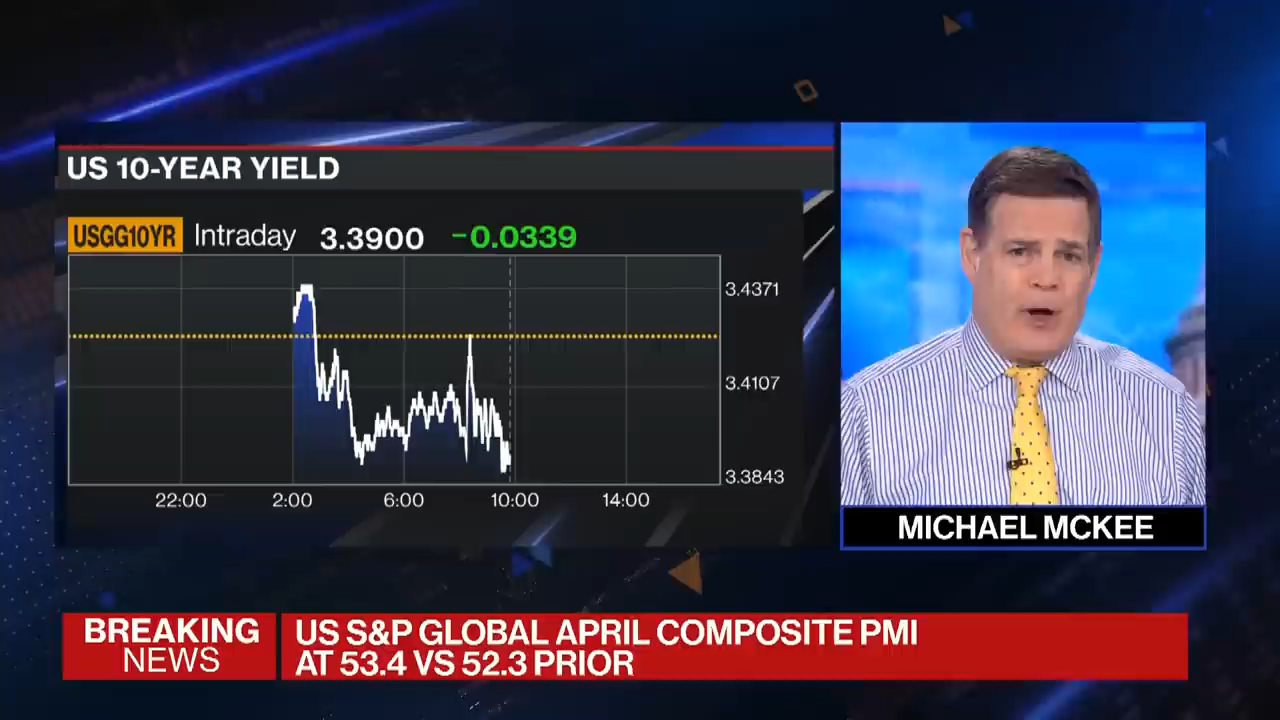 US 10-YEAR YIELD
USGG10YR Intraday 3.3900 -0.0339
3.4371
3.4107
3.3843
22:00 2:00 6:00 10:00 14:00
MICHAEL MCKEE
BREAKING
NEWS
US S&P GLOBAL APRIL COMPOSITE PMI
AT 53.4 VS 52.3 PRIOR